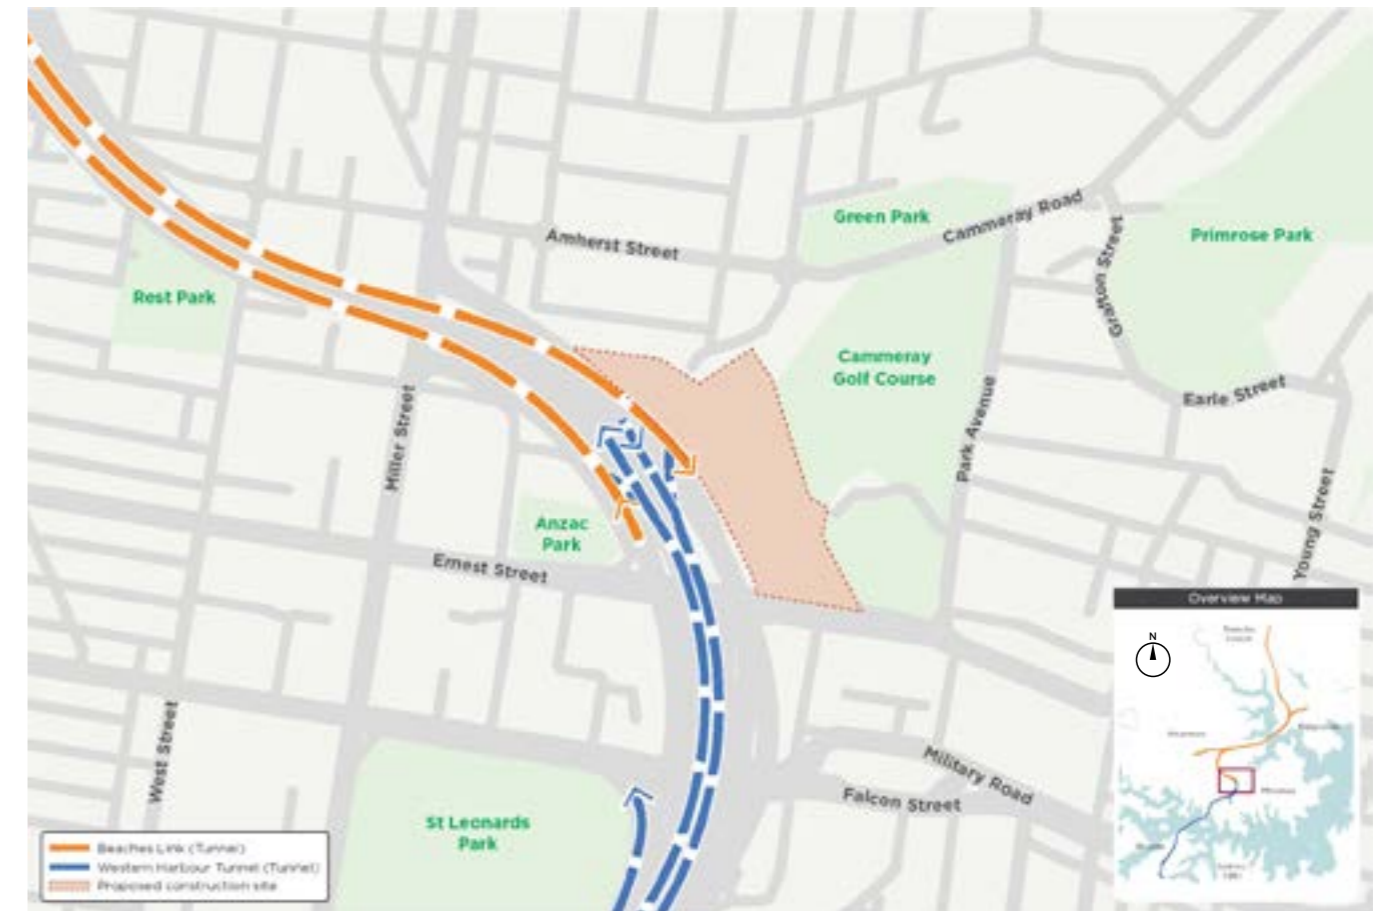 Green Park
Cammeray Road
Primrose Park
Grafton Street
Amherst Street
Rest Park
Cammeray
Golf Course
Earle Street
Miller Street
Park Avenue
Young Street
Anzac
Park
Ernest Street
Overview Map
N
West Street
Military Road
Falcon Street
St Leonards
Park
Beaches Link (Tunnel)
Western Harbour Tunnel (Tunnel)
Proposed construction site